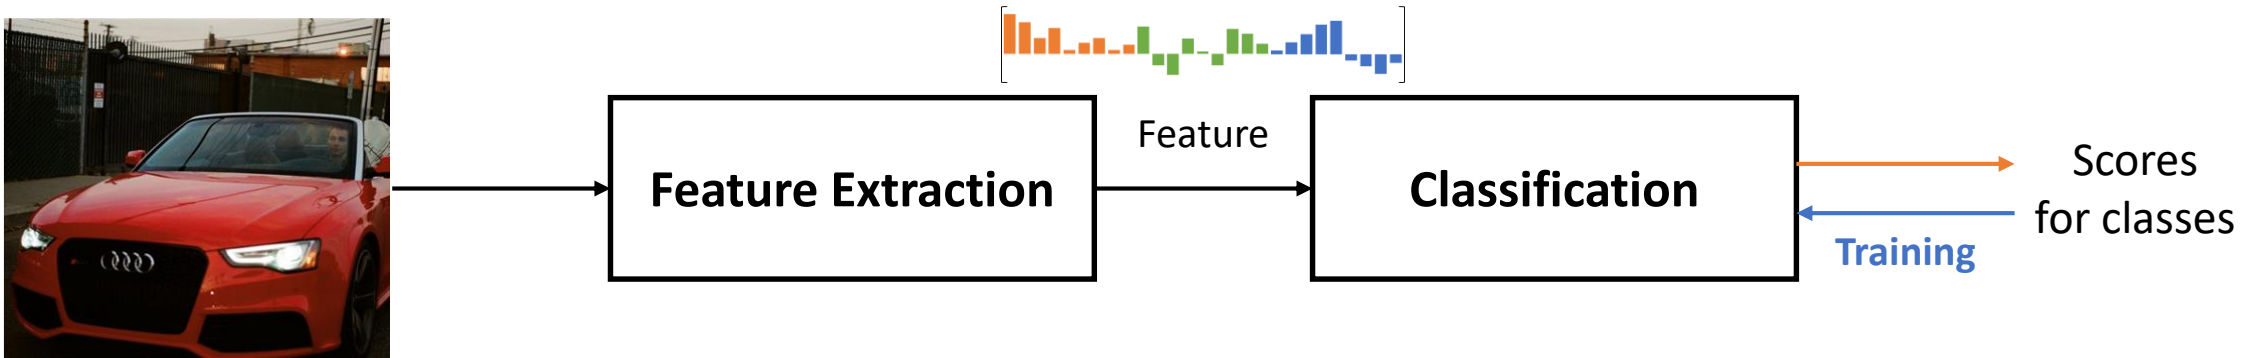 Feature Extraction
Feature
Classification
Scores
for classes
Training